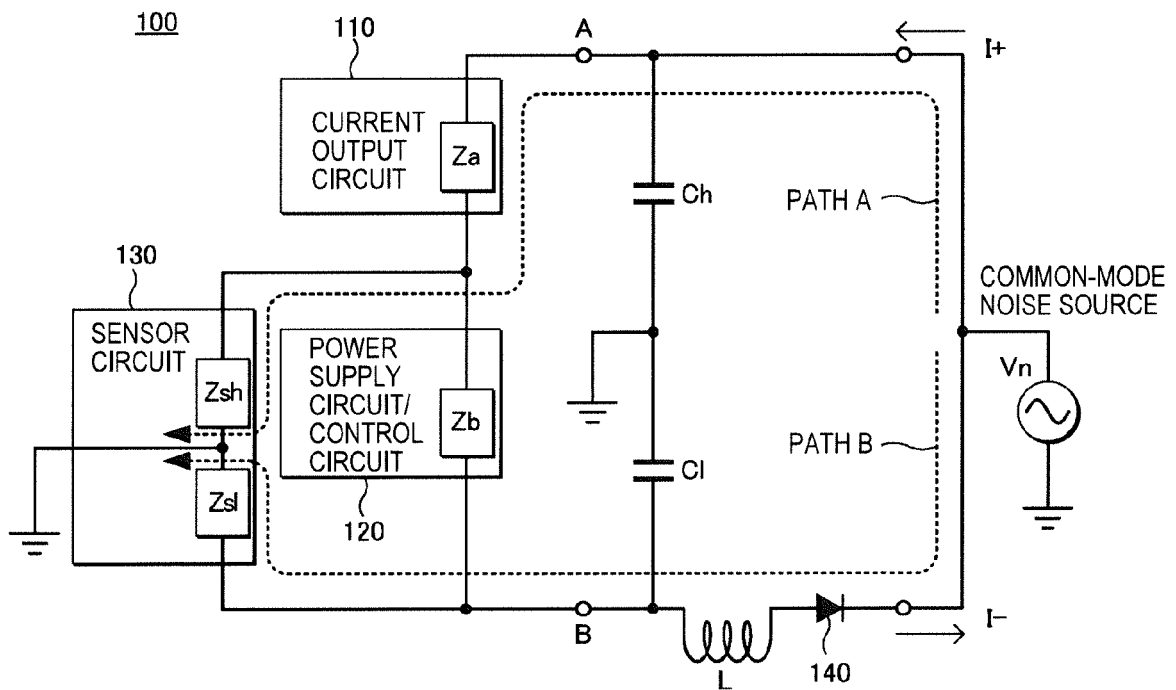 100
110
A
I+
CURRENT
OUTPUT
CIRCUIT
Za
Ch
PATH A
130
COMMON-MODE
NOISE SOURCE
SENSOR
CIRCUIT
POWER
SUPPLY
CIRCUIT/
CONTROL
CIRCUIT
Vn
Zsh
Zb
PATH B
Cl
Zsl
120
B
I-
L
140